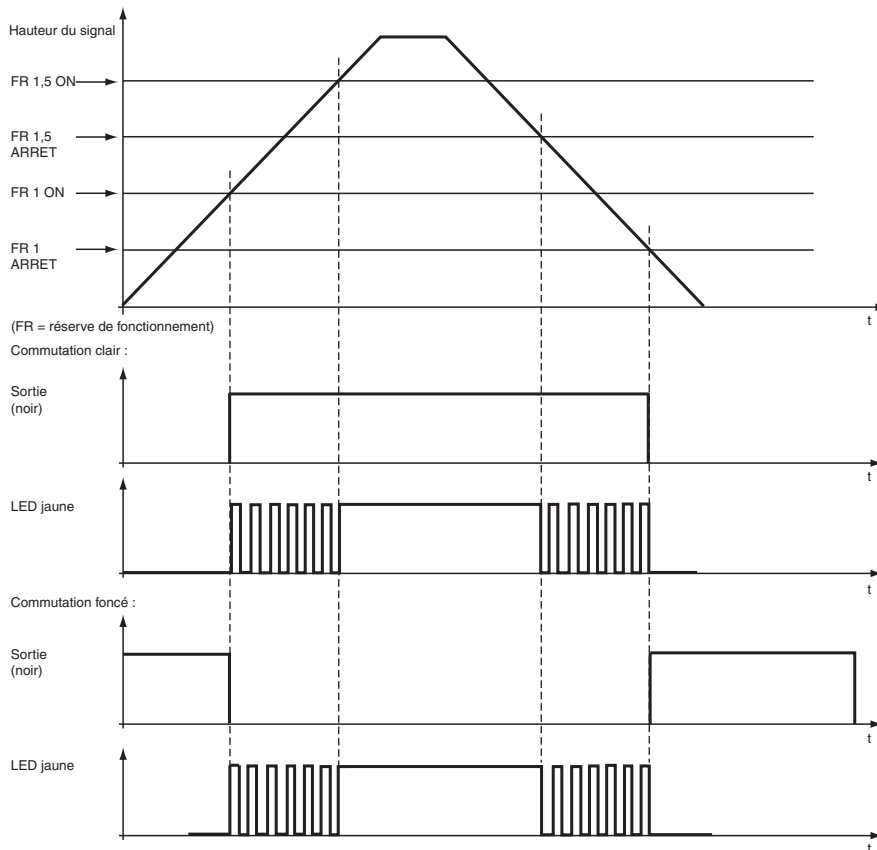 Hauteur du signal
FR 1,5 ON
FR 1,5
ARRET
FR 1 ON
FR 1
ARRET
t
(FR = réserve de fonctionnement)
Commutation clair :
Sortie
(noir)
t
LED jaune
t
Commutation foncé :
Sortie
(noir)
t
LED jaune
t